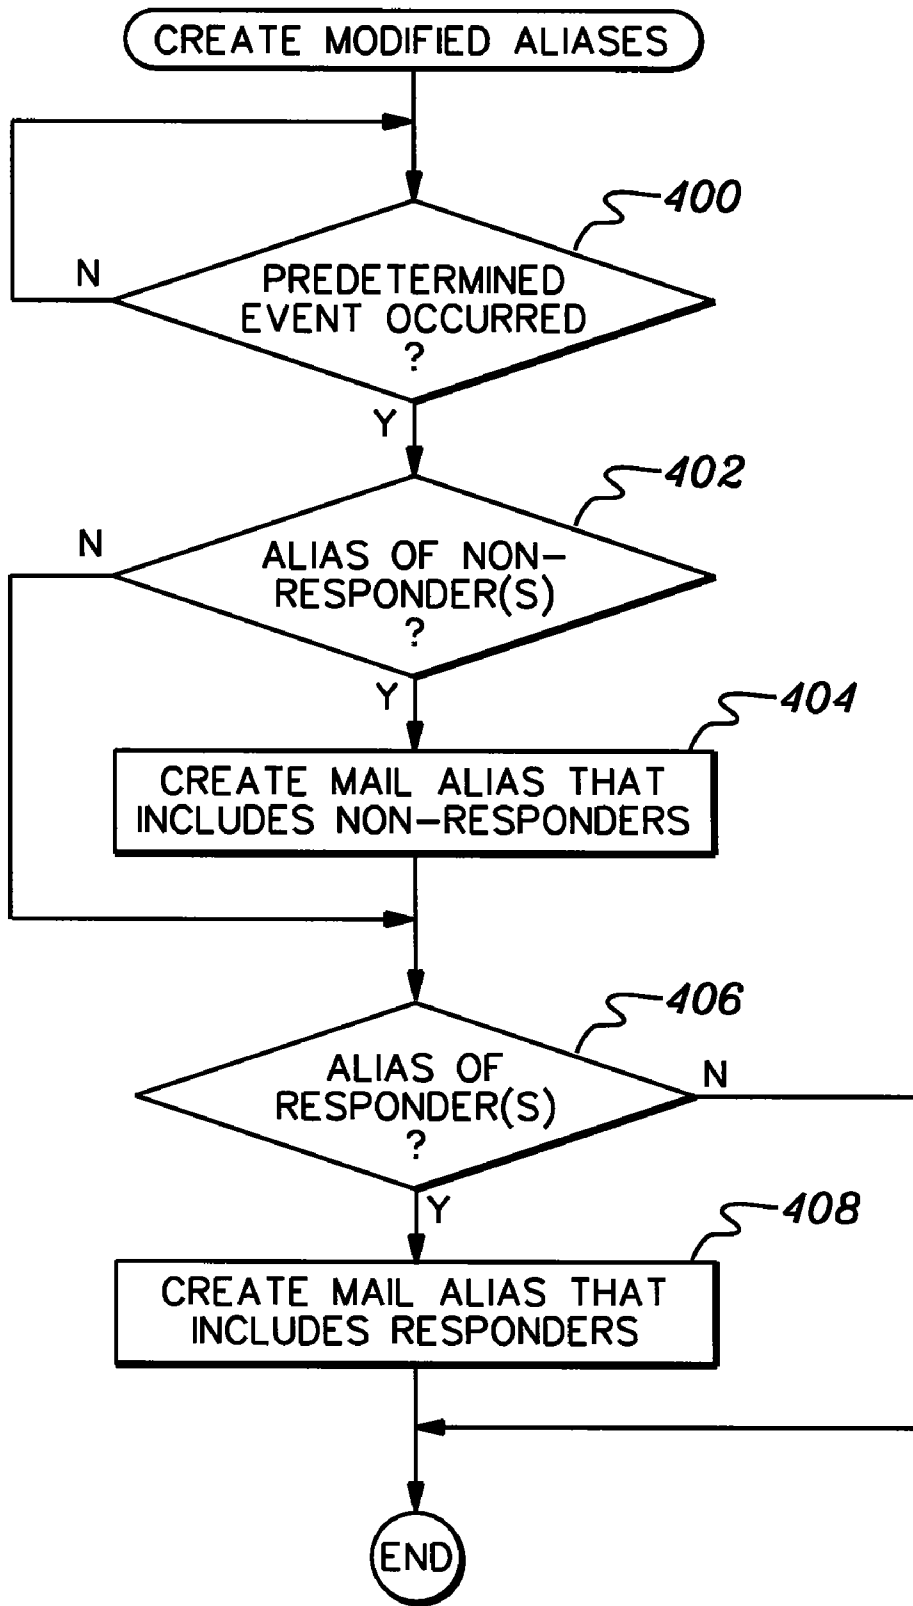 CREATE MODIFIED ALIASES
400
N
PREDETERMINED
EVENT OCCURRED
?
Y
402
N
ALIAS OF NON-
RESPONDER(S)
?
Y
404
CREATE MAIL ALIAS THAT
INCLUDES NON-RESPONDERS
406
ALIAS OF
RESPONDER(S)
?
N
Y
408
CREATE MAIL ALIAS THAT
INCLUDES RESPONDERS
END